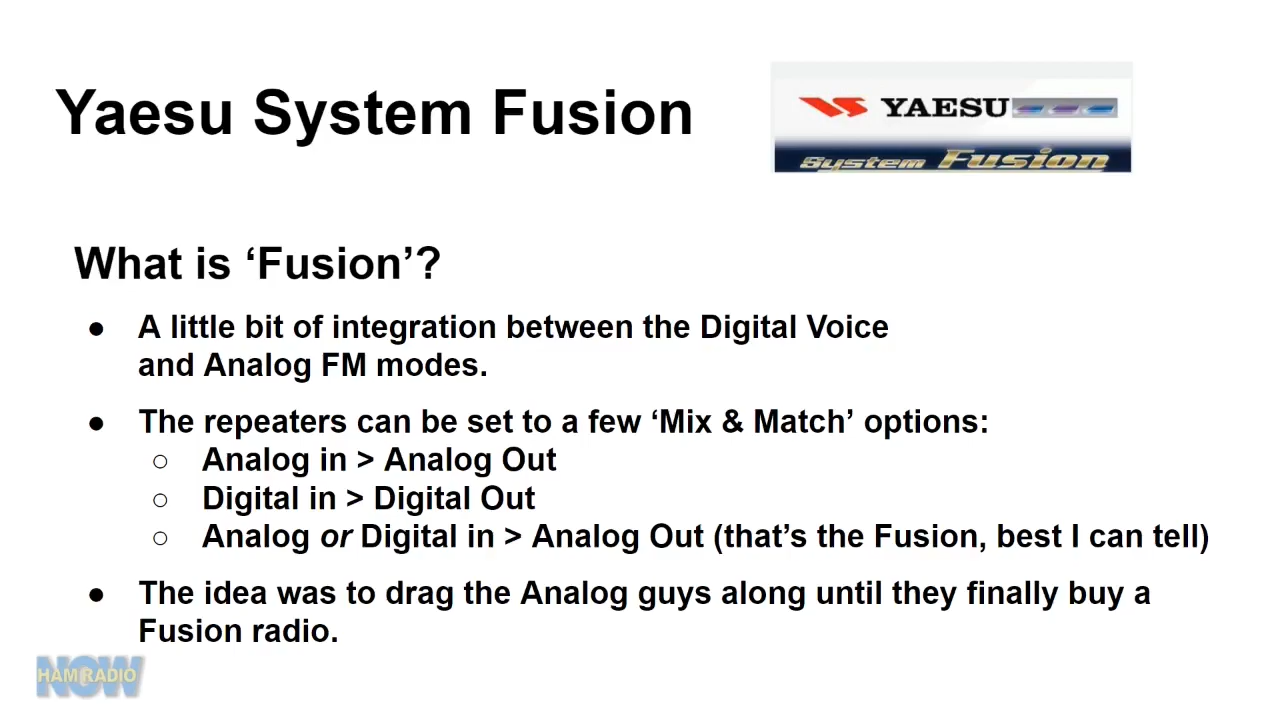 Yaesu System Fusion
YAESU
System Fusion
What is ‘Fusion’?
● A little bit of integration between the Digital Voice
and Analog FM modes.
● The repeaters can be set to a few ‘Mix & Match’ options:
○ Analog in > Analog Out
○ Digital in > Digital Out
○ Analog or Digital in > Analog Out (that’s the Fusion, best I can tell)
● The idea was to drag the Analog guys along until they finally buy a
Fusion radio.
HAM RADIO
NOW